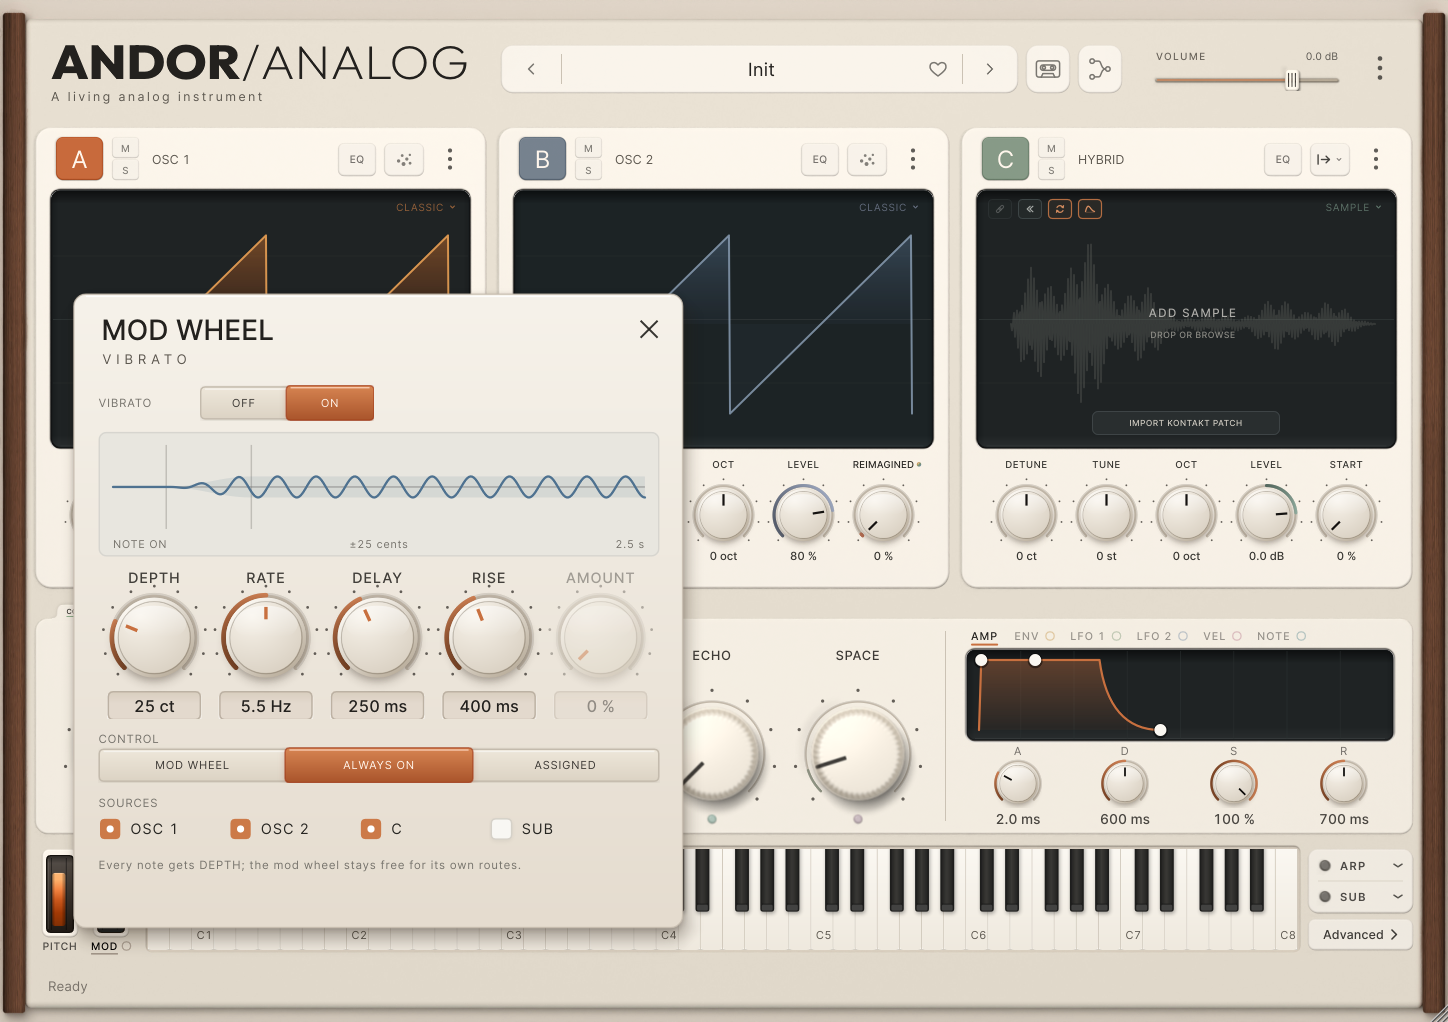 ANDOR/ANALOG
A living analog instrument
Init
VOLUME 0.0 dB
A M S OSC 1 EQ
B M S OSC 2 EQ
C M S HYBRID EQ
CLASSIC
CLASSIC
SAMPLE
ADD SAMPLE
DROP OR BROWSE
IMPORT KONTAKT PATCH
MOD WHEEL
VIBRATO
VIBRATO OFF ON
NOTE ON ±25 cents 2.5 s
DEPTH RATE DELAY RISE AMOUNT
25 ct 5.5 Hz 250 ms 400 ms 0 %
CONTROL
MOD WHEEL ALWAYS ON ASSIGNED
SOURCES
OSC 1 OSC 2 C SUB
Every note gets DEPTH; the mod wheel stays free for its own routes.
OCT LEVEL REIMAGINED
0 oct 80 % 0 %
DETUNE TUNE OCT LEVEL START
0 ct 0 st 0 oct 0.0 dB 0 %
ECHO SPACE
AMP ENV LFO 1 LFO 2 VEL NOTE
A D S R
2.0 ms 600 ms 100 % 700 ms
PITCH MOD
C1 C2 C3 C4 C5 C6 C7 C8
ARP
SUB
Advanced
Ready